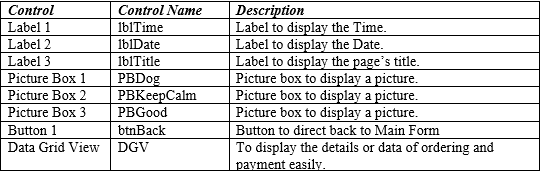 Control Control Name Description
Label 1 lblTime Label to display the Time.
Label 2 lblDate Label to display the Date.
Label 3 lblTitle Label to display the page's title.
Picture Box 1 PBDog Picture box to display a picture.
Picture Box 2 PBKeepCalm Picture box to display a picture.
Picture Box 3 PBGood Picture box to display a picture.
Button 1 btnBack Button to direct back to Main Form
Data Grid View DGV To display the details or data of ordering and
payment easily.